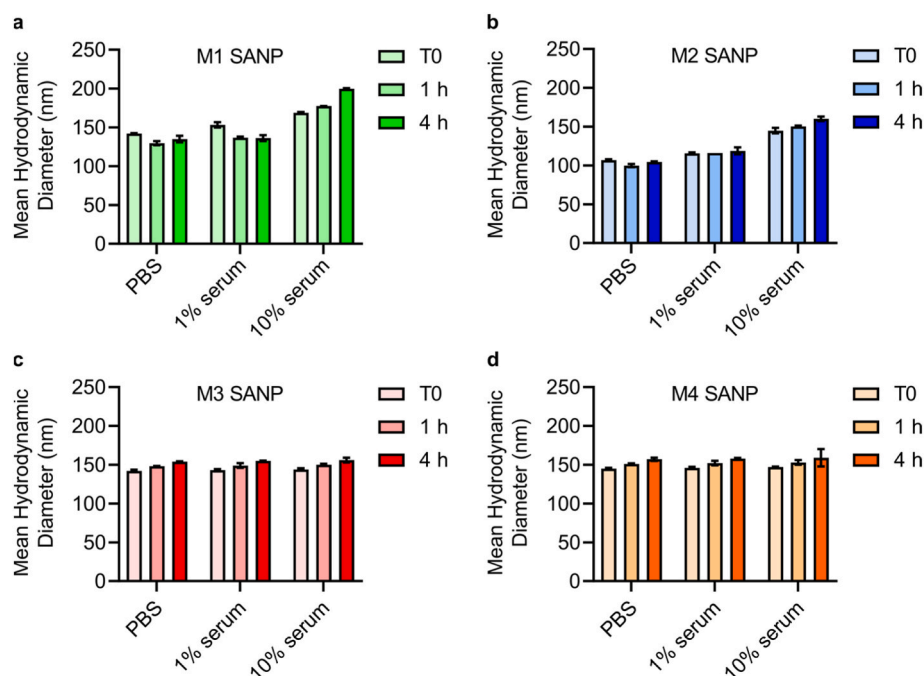 a
M1 SANP
Mean Hydrodynamic
Diameter (nm)
250
200
150
100
50
0
PBS
1% serum
10% serum
T0
1 h
4 h
b
M2 SANP
Mean Hydrodynamic
Diameter (nm)
250
200
150
100
50
0
PBS
1% serum
10% serum
T0
1 h
4 h
c
M3 SANP
Mean Hydrodynamic
Diameter (nm)
250
200
150
100
50
0
PBS
1% serum
10% serum
T0
1 h
4 h
d
M4 SANP
Mean Hydrodynamic
Diameter (nm)
250
200
150
100
50
0
PBS
1% serum
10% serum
T0
1 h
4 h